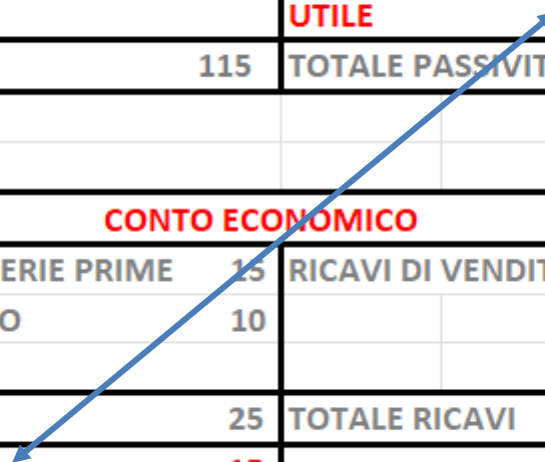 UTILE
115 TOTALE PASSIVIT
CONTO ECONOMICO
ERIE PRIME 15 RICAVI DI VENDIT
O 10
25 TOTALE RICAVI